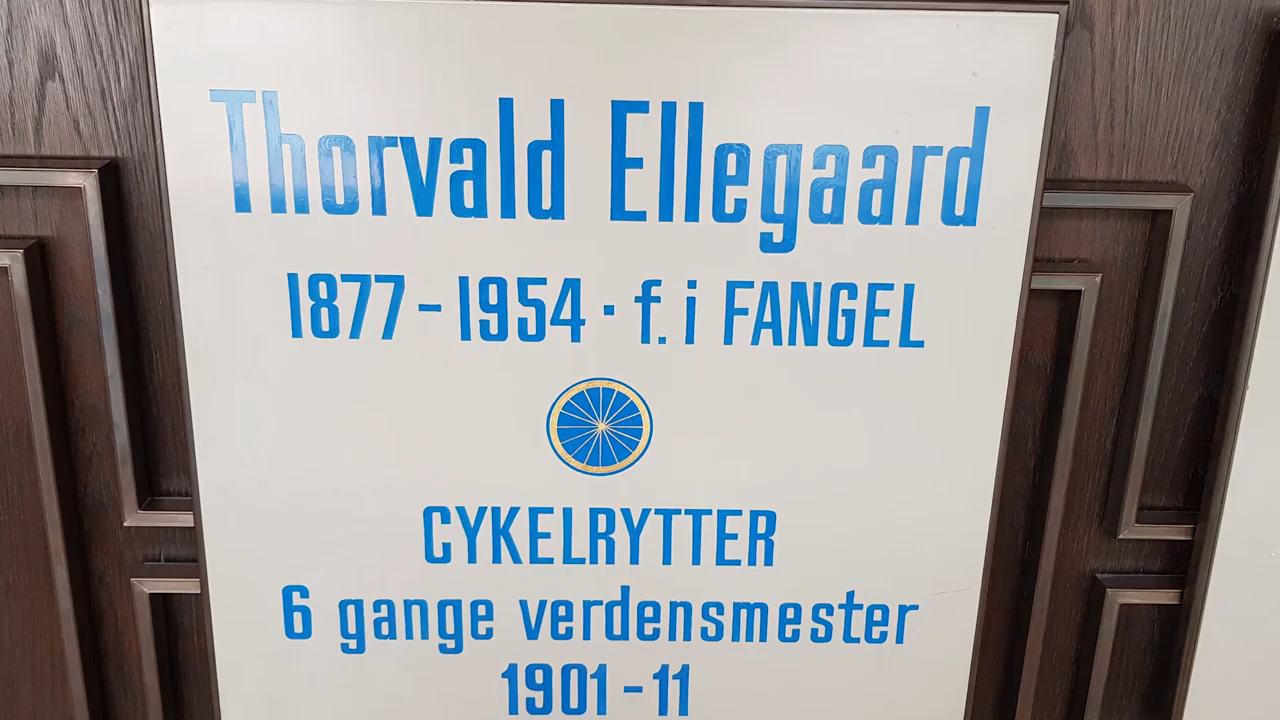 Thorvald Ellegaard
1877-1954 · f. i FANGEL
CYKELRYTTER
6 gange verdensmester
1901-11